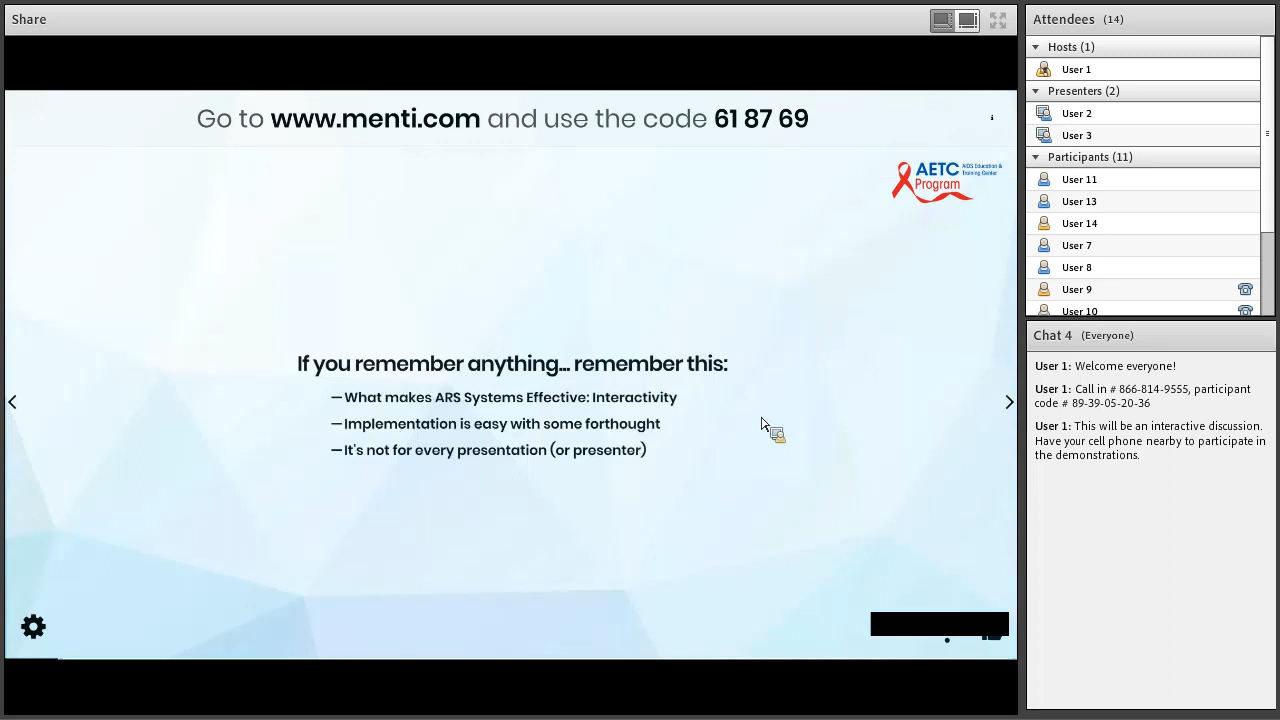 Share
Go to www.menti.com and use the code 61 87 69
AETC AIDS Education &
Training Center
Program
If you remember anything... remember this:
— What makes ARS Systems Effective: Interactivity
— Implementation is easy with some forthought
— It's not for every presentation (or presenter)
Attendees (14)
Hosts (1)
User 1
Presenters (2)
User 2
User 3
Participants (11)
User 11
User 13
User 14
User 7
User 8
User 9
User 10
Chat 4 (Everyone)
User 1: Welcome everyone!
User 1: Call in # 866-814-9555, participant
code # 89-39-05-20-36
User 1: This will be an interactive discussion.
Have your cell phone nearby to participate in
the demonstrations.